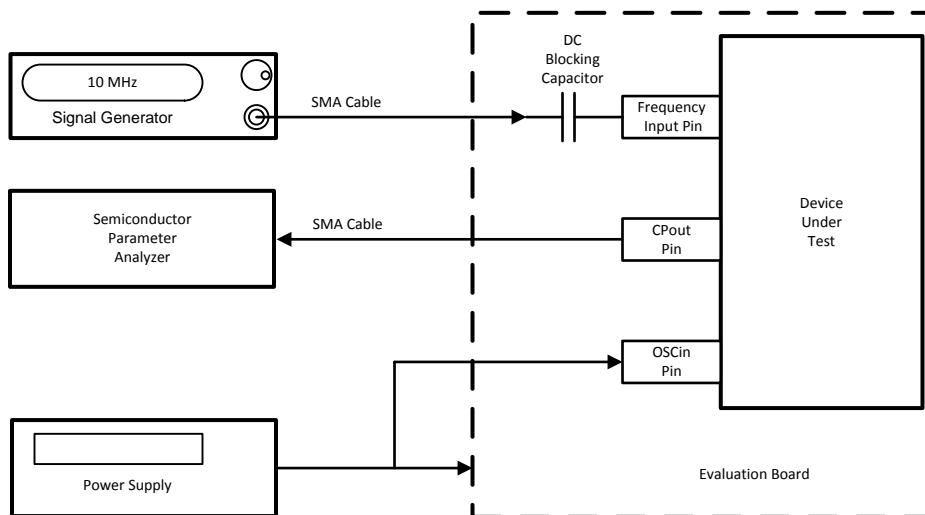 10 MHz
Signal Generator
SMA Cable
DC
Blocking
Capacitor
Frequency
Input Pin
Semiconductor
Parameter
Analyzer
SMA Cable
CPout
Pin
Device
Under
Test
OSCin
Pin
Power Supply
Evaluation Board